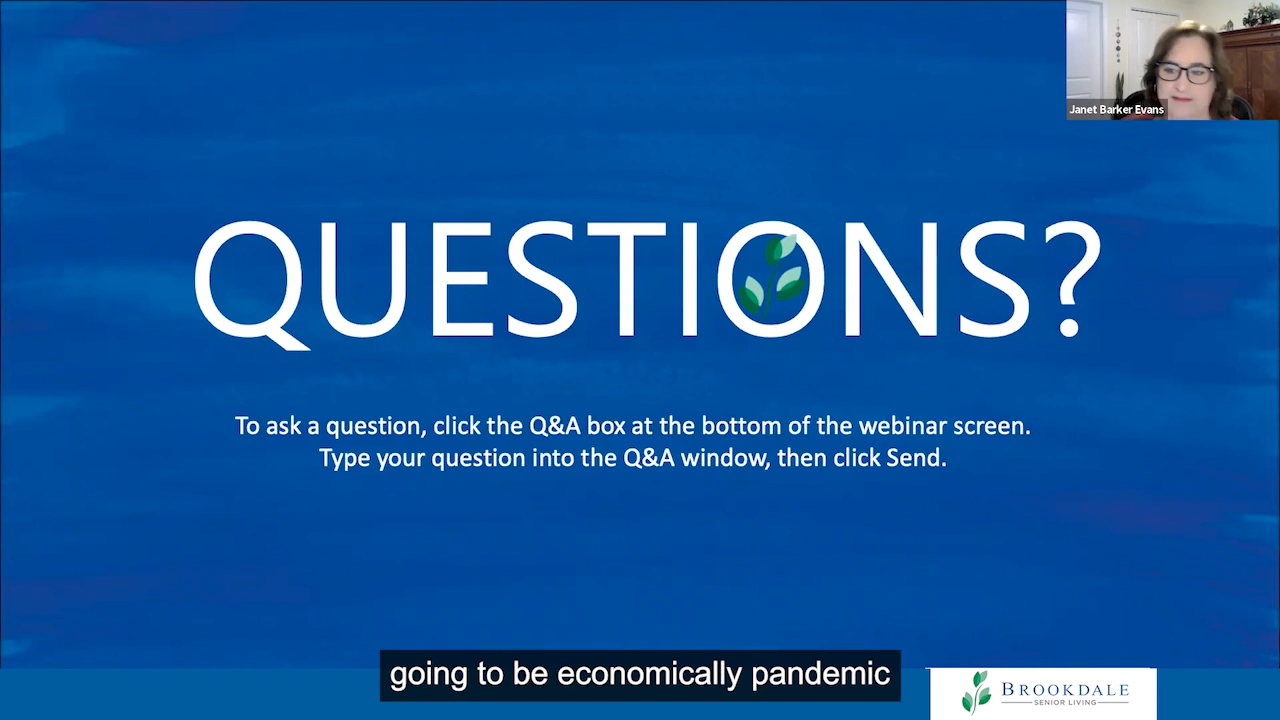 Janet Barker Evans
QUESTIONS?
To ask a question, click the Q&A box at the bottom of the webinar screen.
Type your question into the Q&A window, then click Send.
going to be economically pandemic
BROOKDALE
SENIOR LIVING